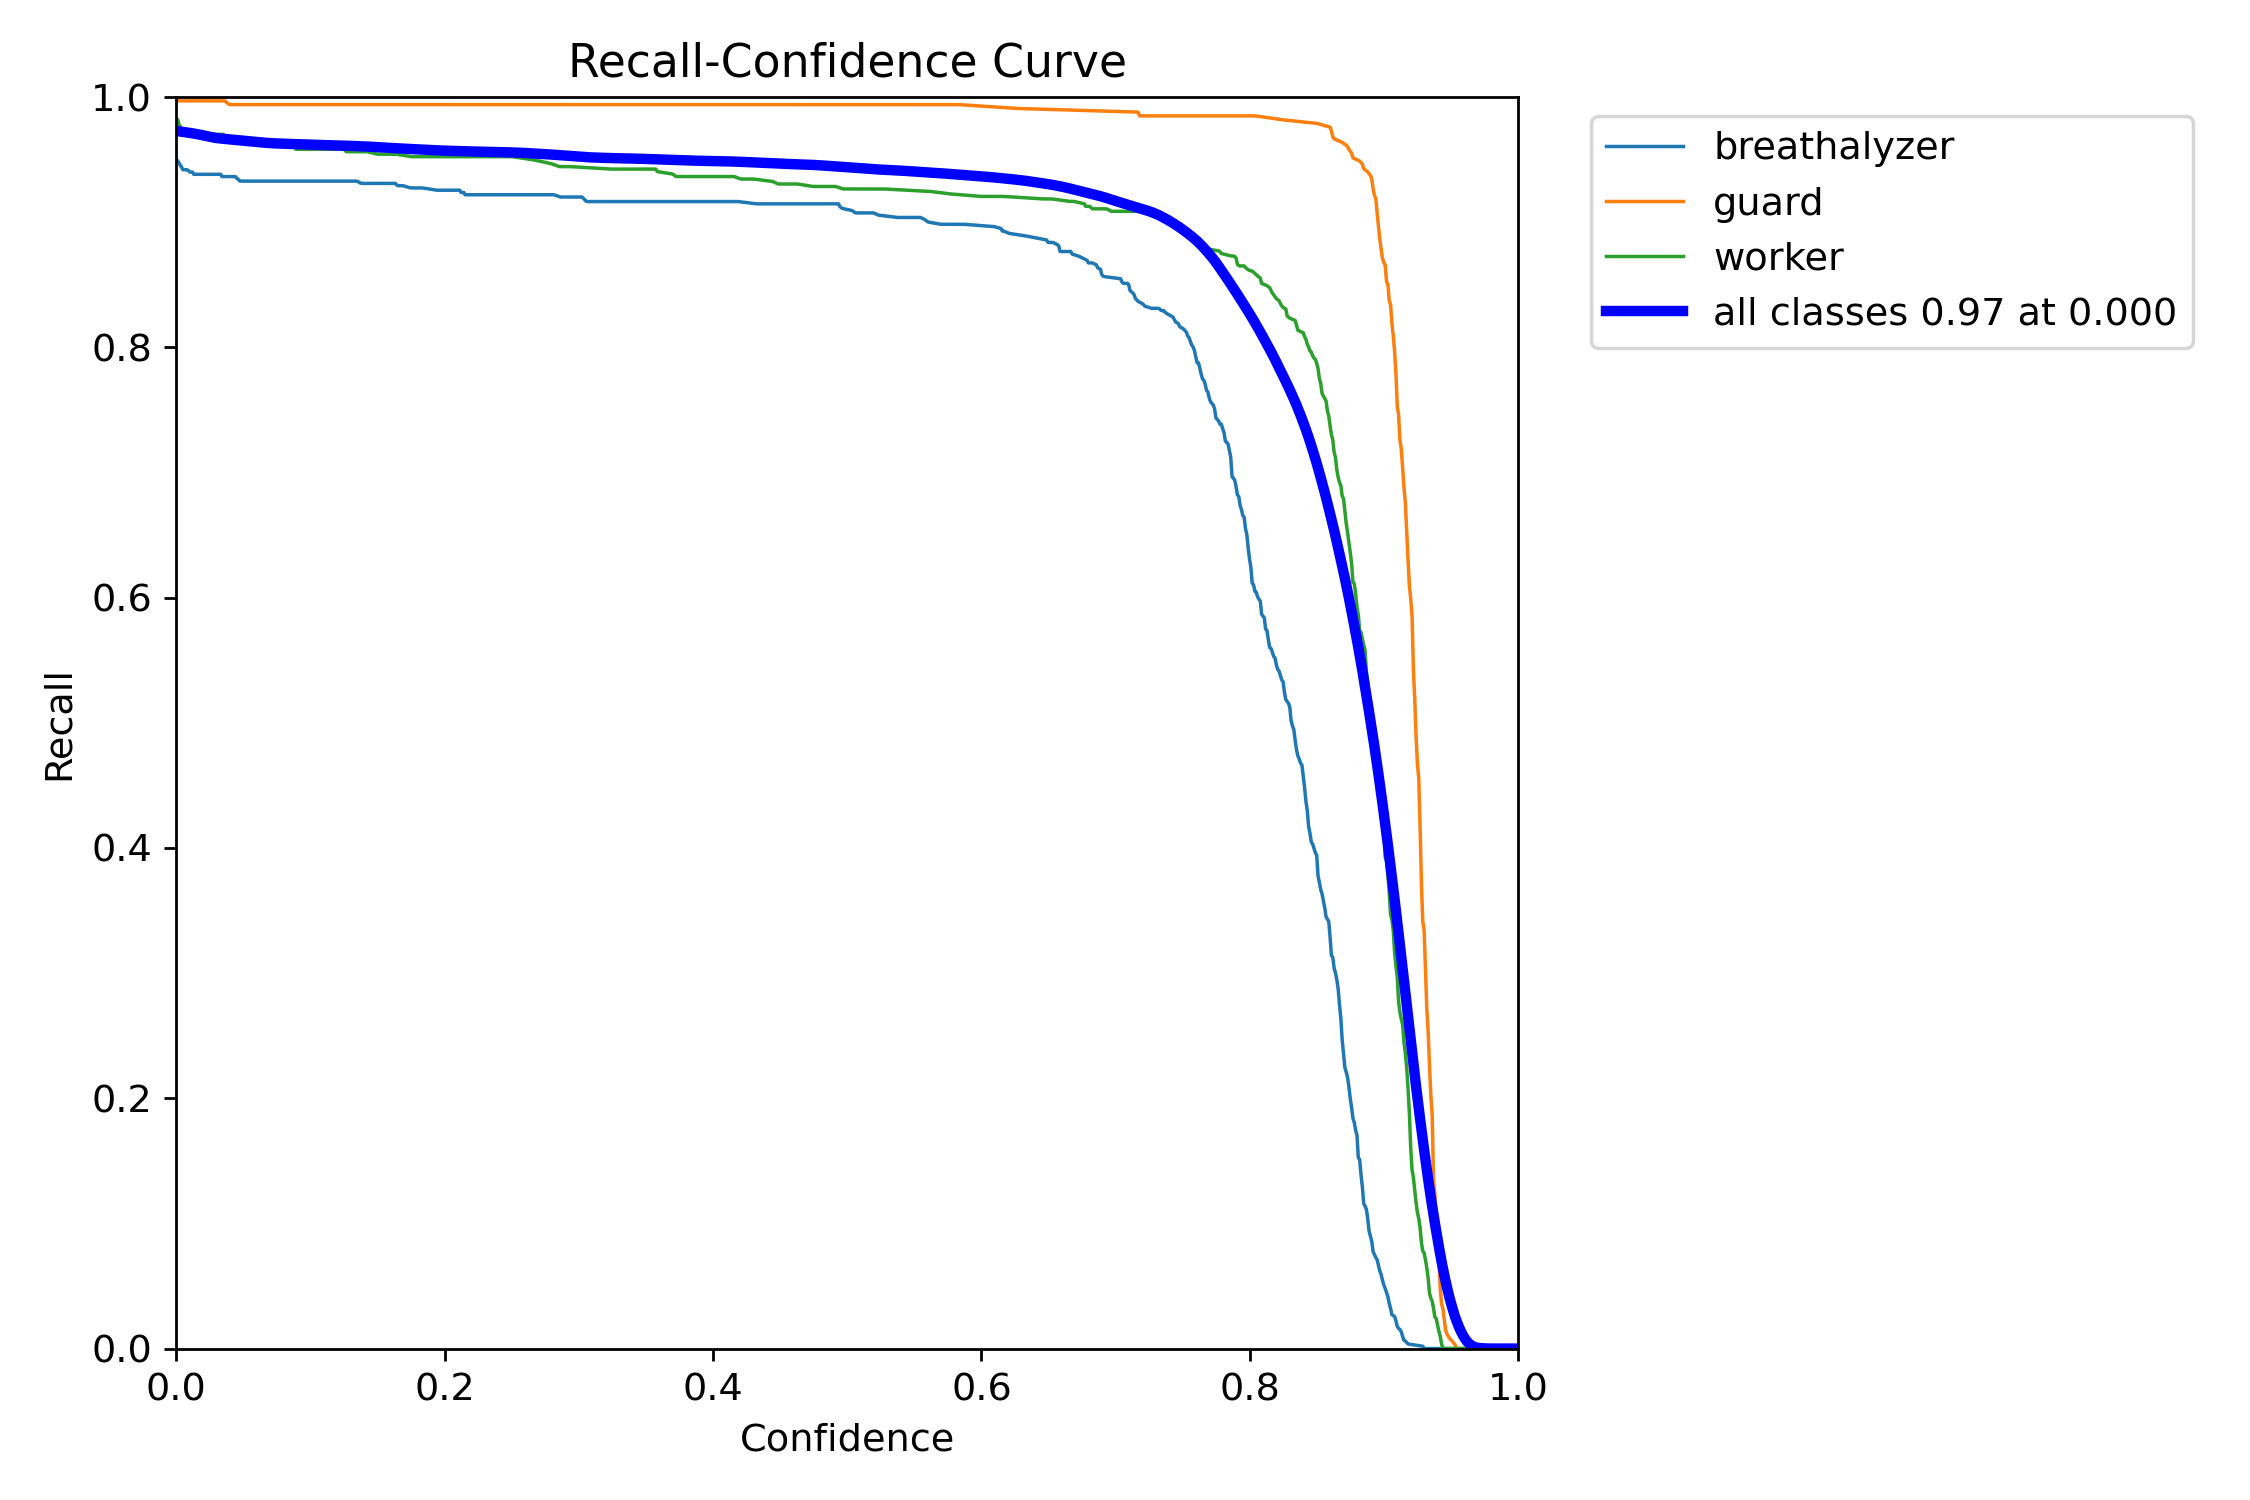 Recall-Confidence Curve
1.0
0.8
0.6
0.4
0.2
0.0
Recall
0.0 0.2 0.4 0.6 0.8 1.0
Confidence
breathalyzer
guard
worker
all classes 0.97 at 0.000